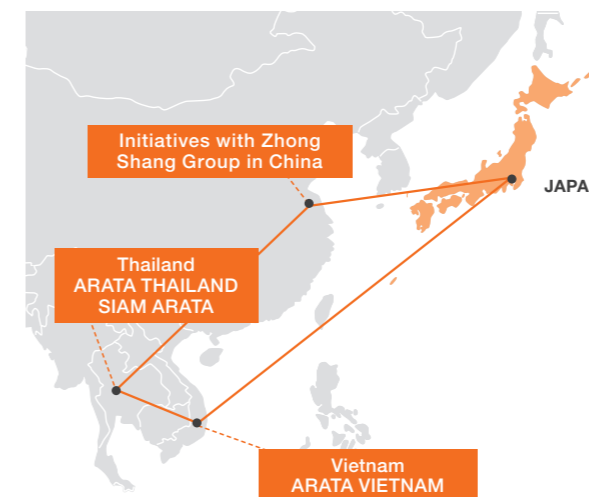 Initiatives with Zhong
Shang Group in China
JAPA
Thailand
ARATA THAILAND
SIAM ARATA
Vietnam
ARATA VIETNAM